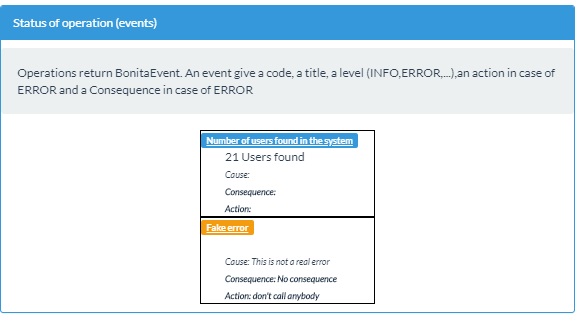 Status of operation (events)
Operations return BonitaEvent. An event give a code, a title, a level (INFO,ERROR,...),an action in case of
ERROR and a Consequence in case of ERROR
Number of users found in the system
21 Users found
Cause:
Consequence:
Action:
Fake error
Cause: This is not a real error
Consequence: No consequence
Action: don't call anybody